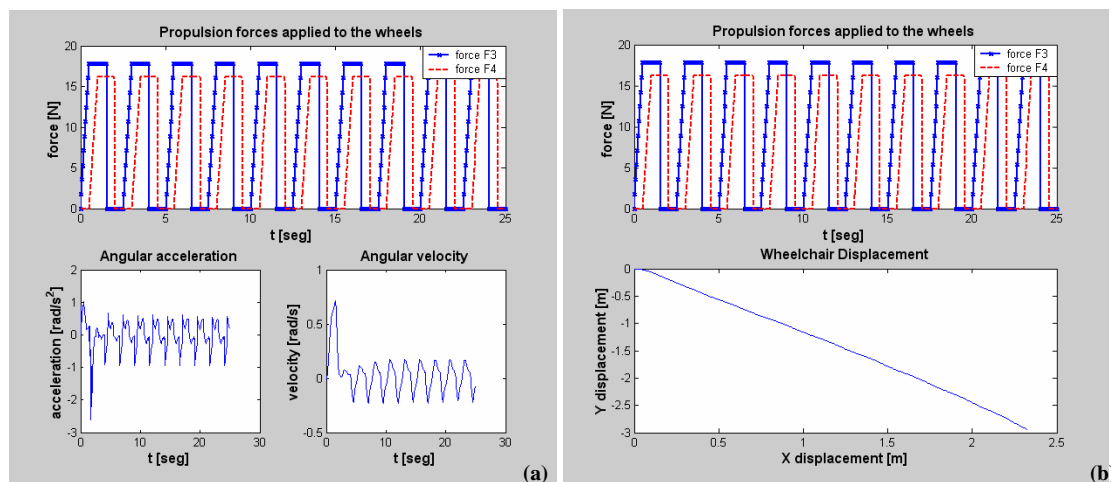 Propulsion forces applied to the wheels
force F3
force F4
20
15
10
5
0
force [N]
0 5 10 15 20 25
t [seg]
Angular acceleration
2
1
0
-1
-2
-3
acceleration [rad/s²]
0 10 20 30
t [seg]
Angular velocity
1
0.5
0
-0.5
velocity [rad/s]
0 10 20 30
t [seg]
(a)
Propulsion forces applied to the wheels
force F3
force F4
20
15
10
5
0
force [N]
0 5 10 15 20 25
t [seg]
Wheelchair Displacement
0
-0.5
-1
-1.5
-2
-2.5
-3
Y displacement [m]
0 0.5 1 1.5 2 2.5
X displacement [m]
(b)